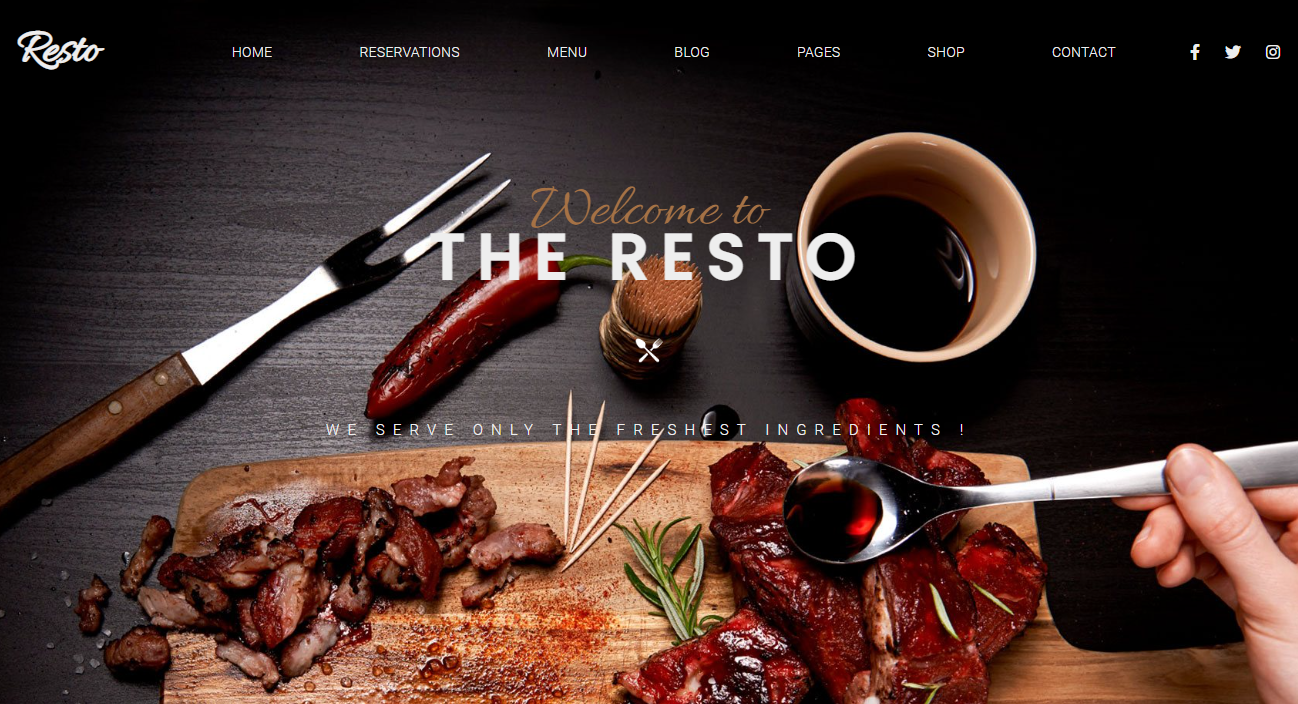 Resto
HOME RESERVATIONS MENU BLOG PAGES SHOP CONTACT
Welcome to
THE RESTO
WE SERVE ONLY THE FRESHEST INGREDIENTS !